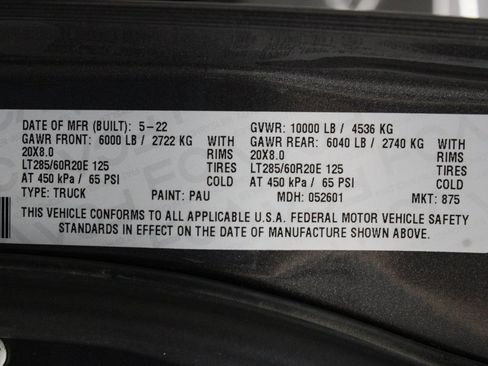 DATE OF MFR (BUILT): 5-22 GVWR: 10000 LB / 4536 KG
GAWR FRONT: 6000 LB / 2722 KG WITH GAWR REAR: 6040 LB / 2740 KG WITH
20X8.0 RIMS 20X8.0 RIMS
LT285/60R20E 125 TIRES LT285/60R20E 125 TIRES
AT 450 kPa / 65 PSI COLD AT 450 kPa / 65 PSI COLD
TYPE: TRUCK PAINT: PAU MDH: 052601 MKT: 875
THIS VEHICLE CONFORMS TO ALL APPLICABLE U.S.A. FEDERAL MOTOR VEHICLE SAFETY
STANDARDS IN EFFECT ON THE DATE OF MANUFACTURE SHOWN ABOVE.